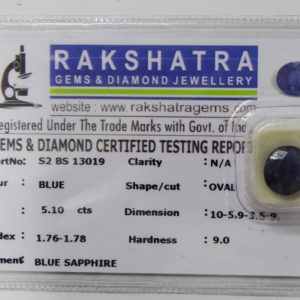 RAKSHATRA
GEMS & DIAMOND JEWELLERY
website : www.rakshatragems.com
egistered Under The Trade Marks with Govt. of Ind
EMS & DIAMOND CERTIFIED TESTING REPORT
rtNo: S2 BS 13019 Clarity : N/A
ur BLUE Shape/cut : OVAL
5.10 cts Dimension : 10-5.9-3.5-9.
ndex : 1.76-1.78 Hardness : 9.0
ment: BLUE SAPPHIRE